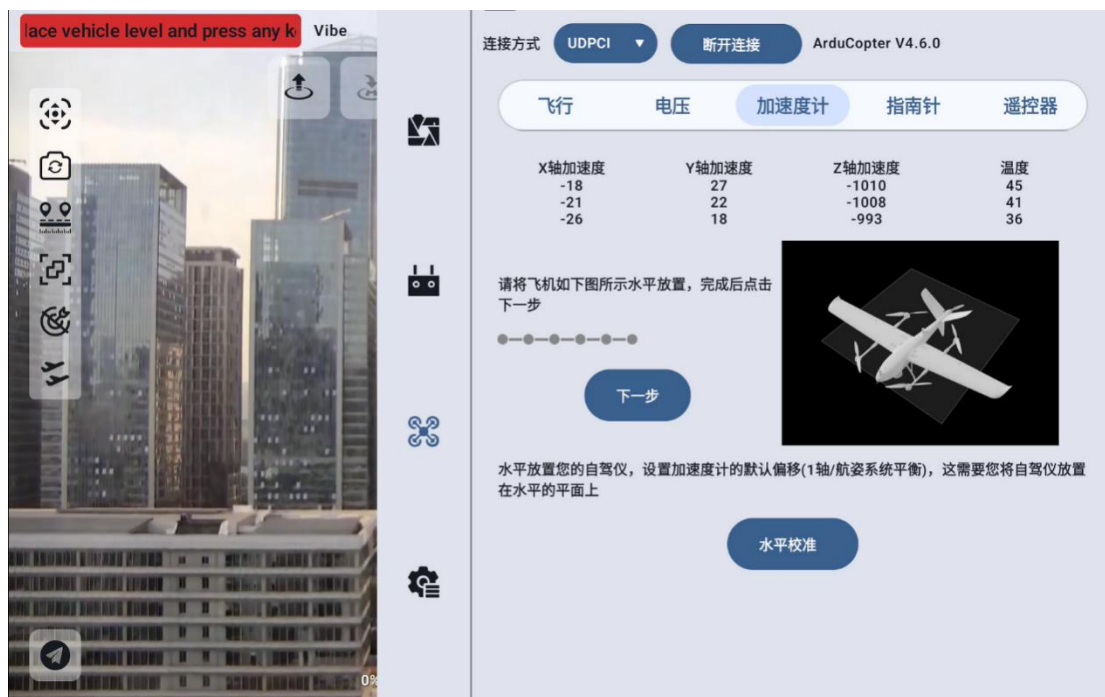 lace vehicle level and press any k
Vibe
0%
连接方式 UDPCI 断开连接 ArduCopter V4.6.0
飞行 电压 加速度计 指南针 遥控器
X轴加速度 Y轴加速度 Z轴加速度 温度
-18 27 -1010 45
-21 22 -1008 41
-26 18 -993 36
请将飞机如下图所示水平放置，完成后点击
下一步
下一步
水平放置您的自驾仪，设置加速度计的默认偏移(1轴/航姿系统平衡)，这需要您将自驾仪放置
在水平的平面上
水平校准